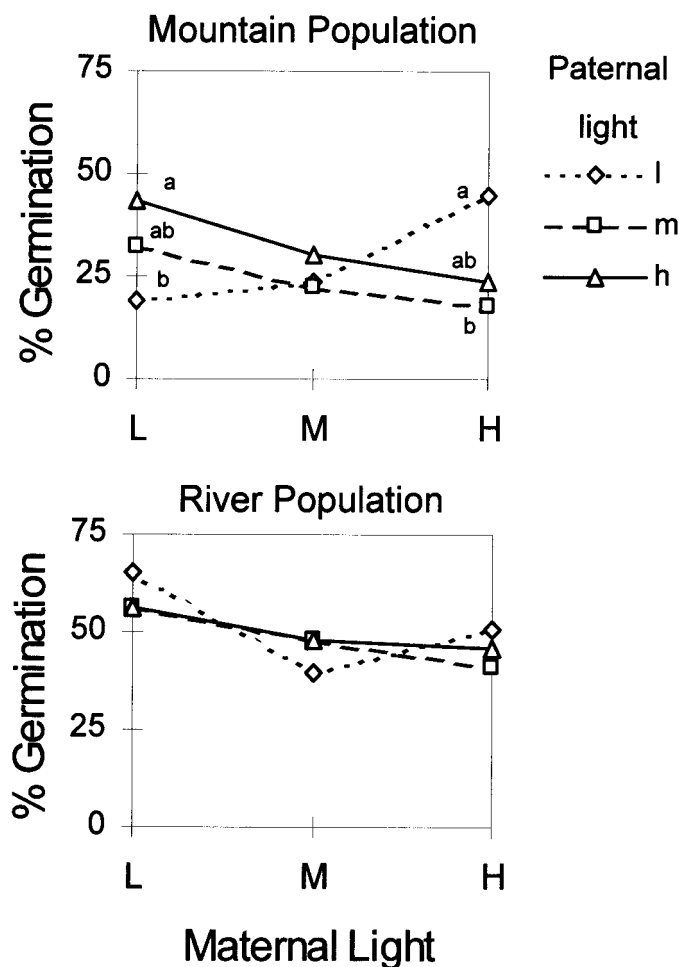 Mountain Population
75
50
25
0
% Germination
a
ab
b
a
ab
b
L M H
Paternal
light
l
m
h
River Population
75
50
25
0
% Germination
L M H
Maternal Light